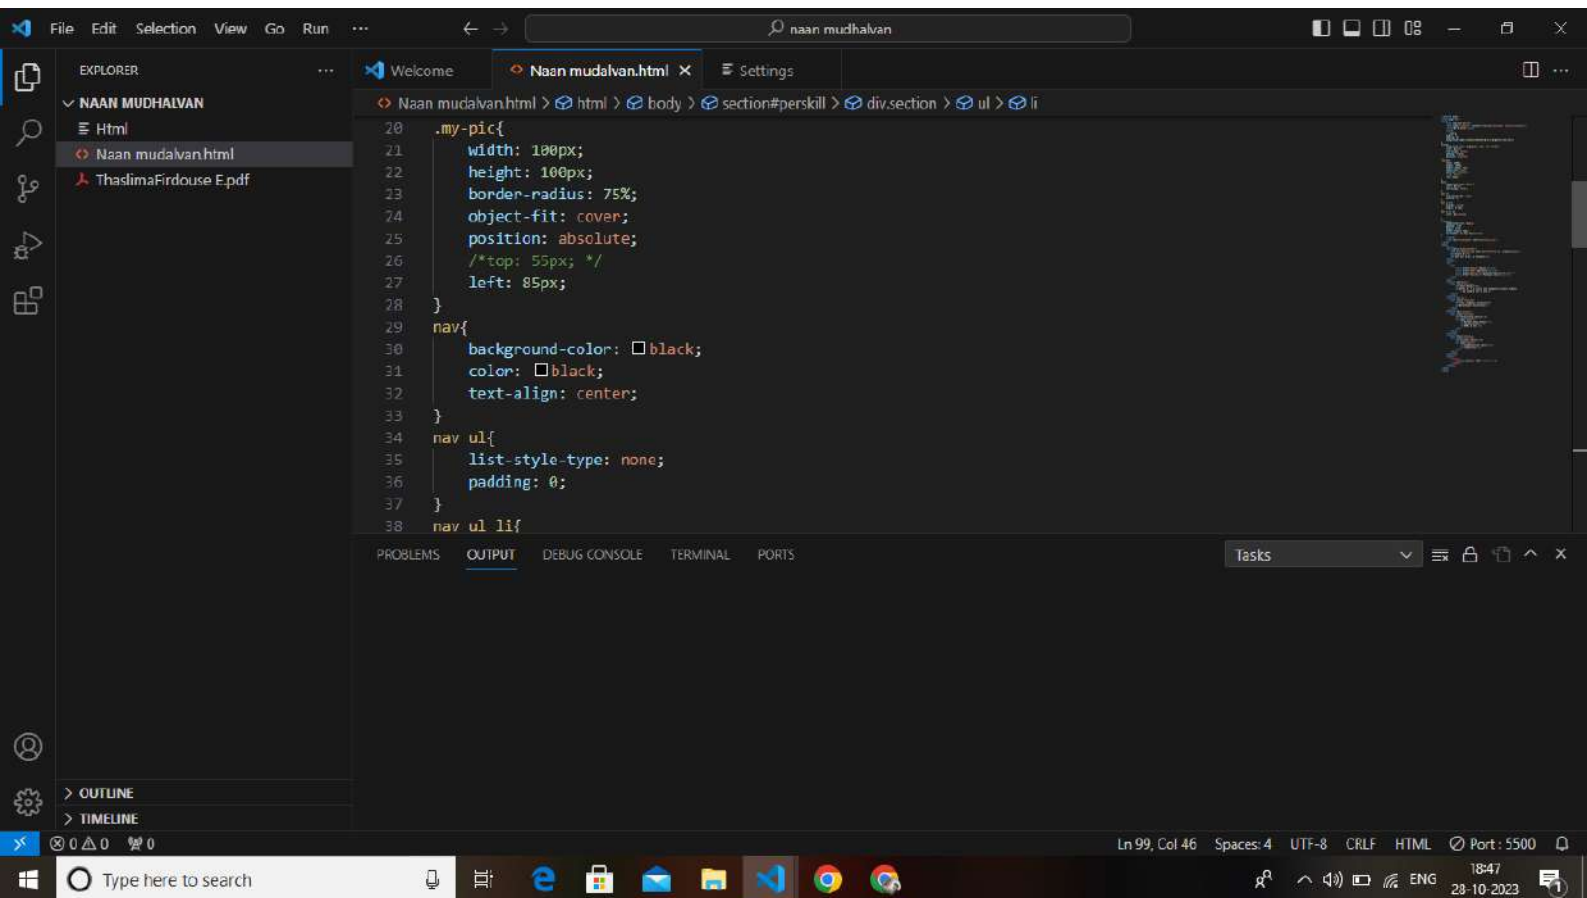 File Edit Selection View Go Run ··· naan mudhalvan
EXPLORER ···
NAAN MUDHALVAN
Html
Naan mudalvan.html
ThaslimaFirdouse E.pdf
OUTLINE
TIMELINE
Welcome Naan mudalvan.html Settings
Naan mudalvan.html > html > body > section#perskill > div.section > ul > li
20 .my-pic{
21 width: 100px;
22 height: 100px;
23 border-radius: 75%;
24 object-fit: cover;
25 position: absolute;
26 /*top: 55px; */
27 left: 85px;
28 }
29 nav{
30 background-color: black;
31 color: black;
32 text-align: center;
33 }
34 nav ul{
35 list-style-type: none;
36 padding: 0;
37 }
38 nav ul li{
PROBLEMS OUTPUT DEBUG CONSOLE TERMINAL PORTS Tasks
0 0 0 Ln 99, Col 46 Spaces: 4 UTF-8 CRLF HTML Port : 5500
Type here to search ENG 18:47
28-10-2023 1